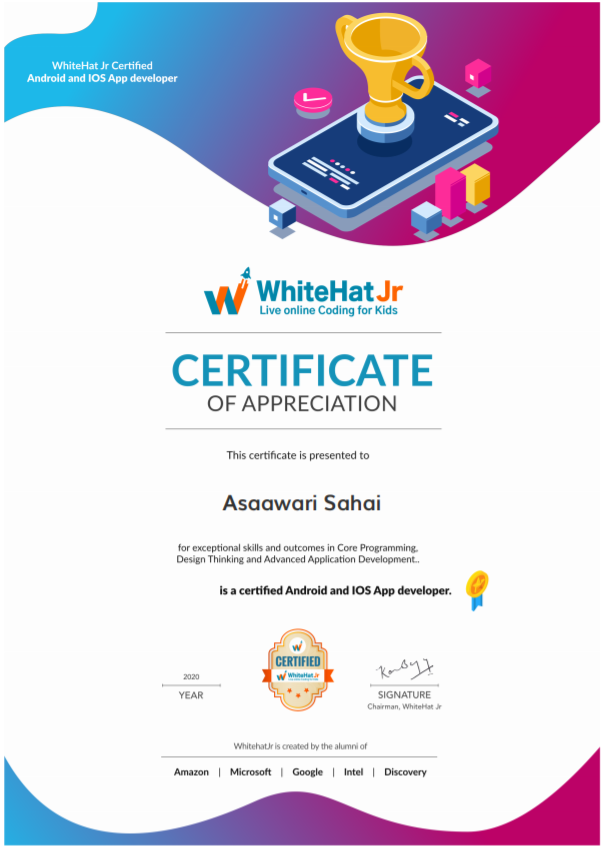 WhiteHat Jr Certified
Android and IOS App developer
WhiteHat Jr
Live online Coding for Kids
CERTIFICATE
OF APPRECIATION
This certificate is presented to
Asaawari Sahai
for exceptional skills and outcomes in Core Programming,
Design Thinking and Advanced Application Development..
is a certified Android and IOS App developer.
CERTIFIED
WhiteHat Jr
2020
YEAR
SIGNATURE
Chairman, WhiteHat Jr
WhitehatJr is created by the alumni of
Amazon | Microsoft | Google | Intel | Discovery